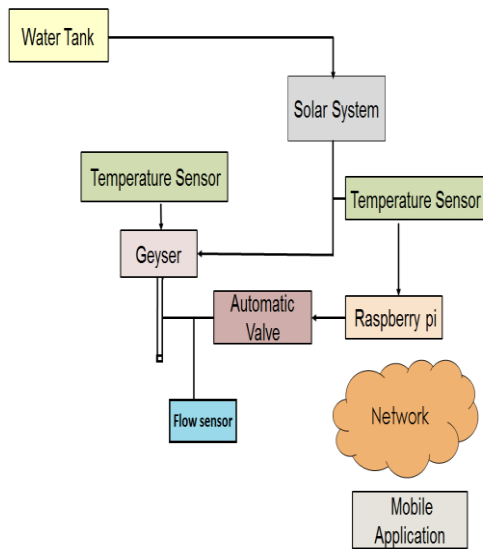 Water Tank
Solar System
Temperature Sensor
Temperature Sensor
Geyser
Automatic
Valve
Raspberry pi
Flow sensor
Network
Mobile
Application